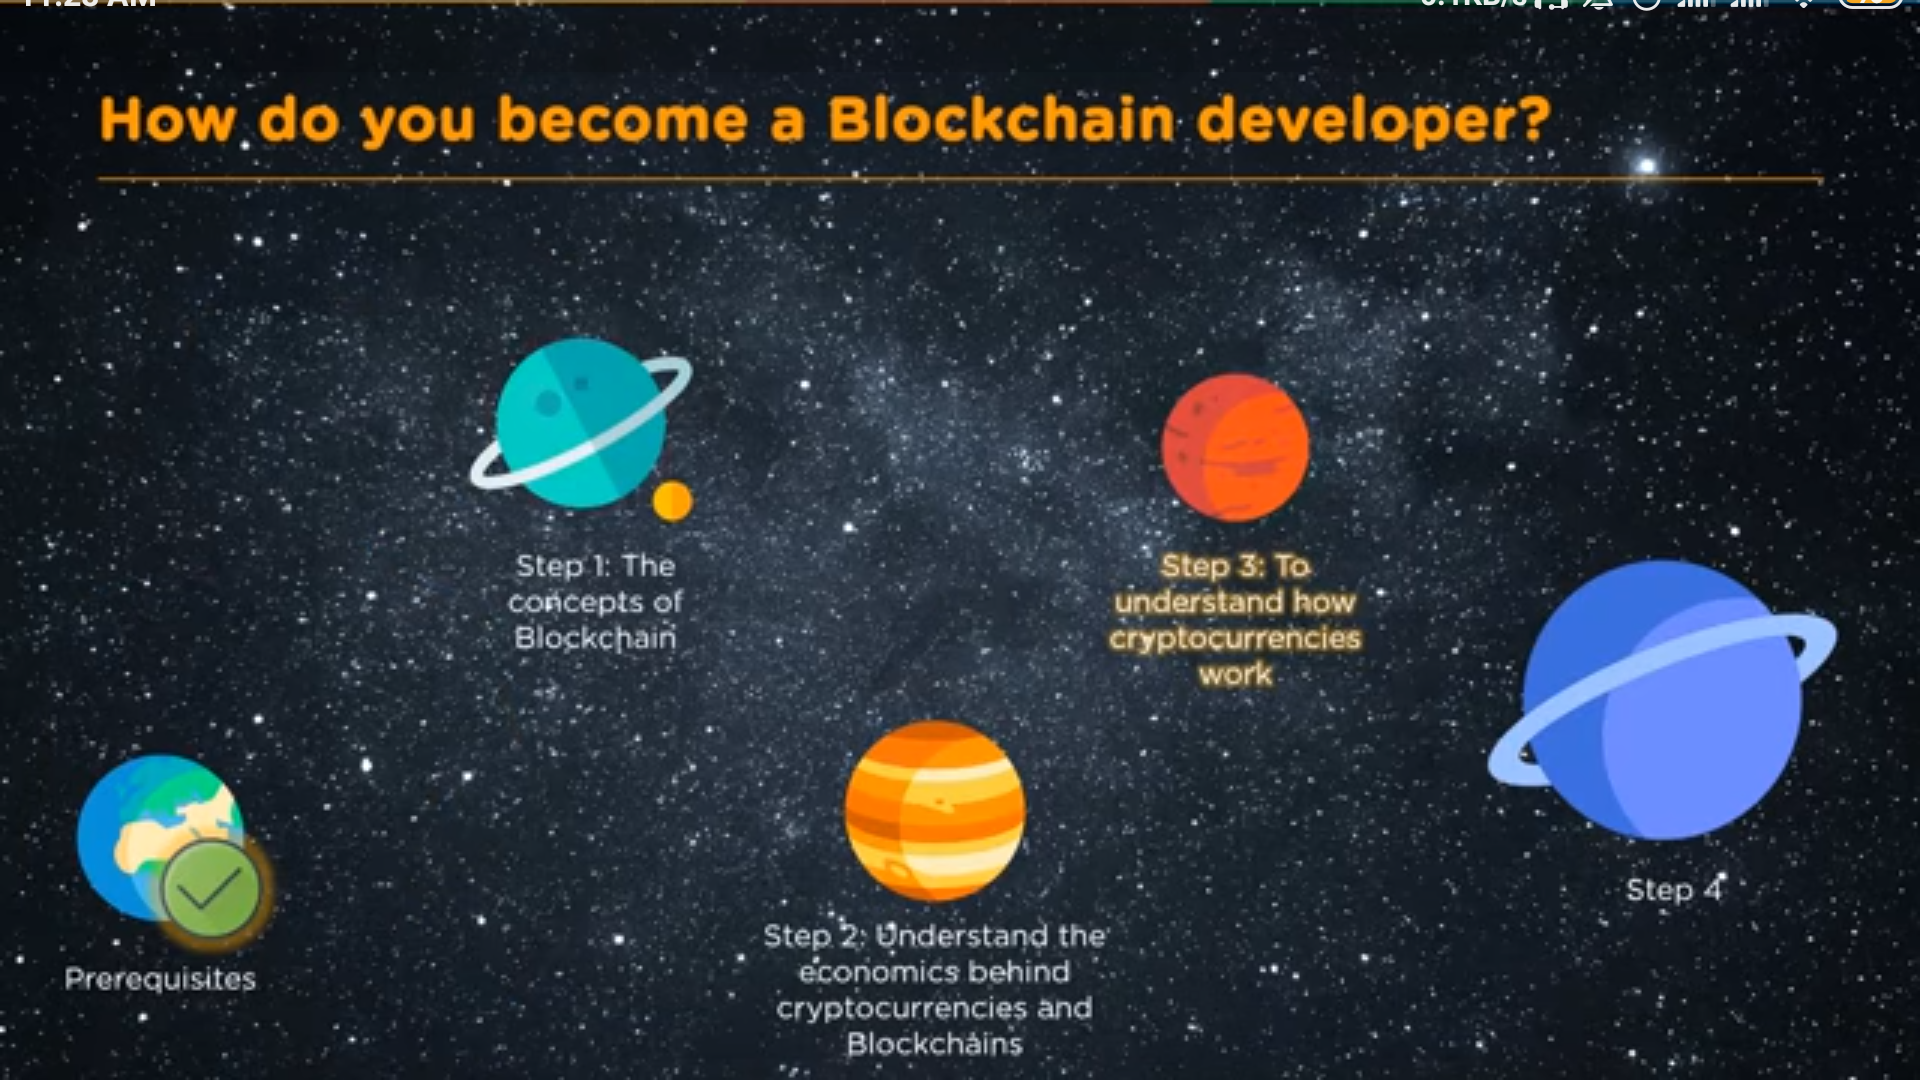 How do you become a Blockchain developer?
Step 1: The
concepts of
Blockchain
Step 3: To
understand how
cryptocurrencies
work
Step 4
Prerequisites
Step 2: Understand the
economics behind
cryptocurrencies and
Blockchains